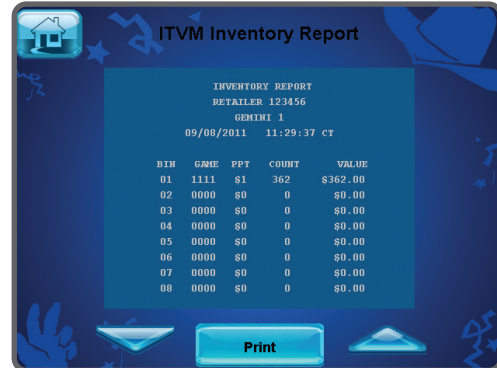 ITVM Inventory Report
INVENTORY REPORT
RETAILER 123456
GEMINI 1
09/08/2011 11:29:37 CT
BIN GAME PPT COUNT VALUE
01 1111 $1 362 $362.00
02 0000 $0 0 $0.00
03 0000 $0 0 $0.00
04 0000 $0 0 $0.00
05 0000 $0 0 $0.00
06 0000 $0 0 $0.00
07 0000 $0 0 $0.00
08 0000 $0 0 $0.00
Print